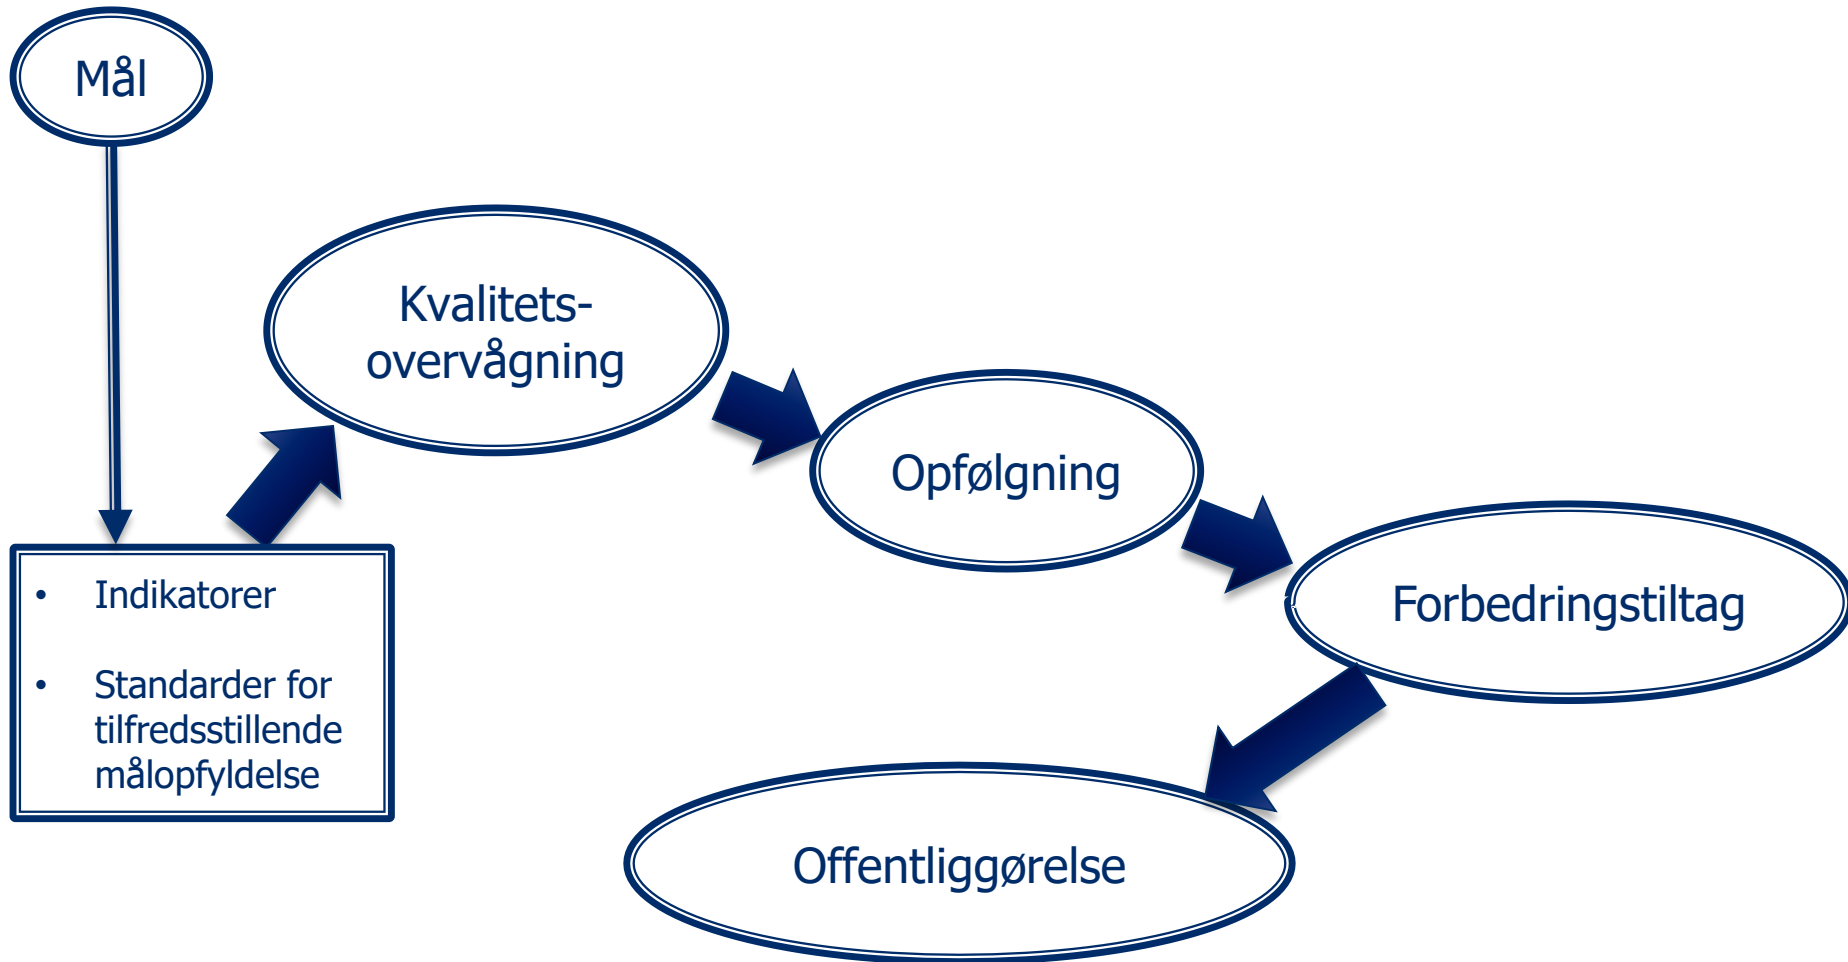 Mål
Kvalitets-
overvågning
Opfølgning
Forbedringstiltag
• Indikatorer
• Standarder for
tilfredsstillende
målopfyldelse
Offentliggørelse